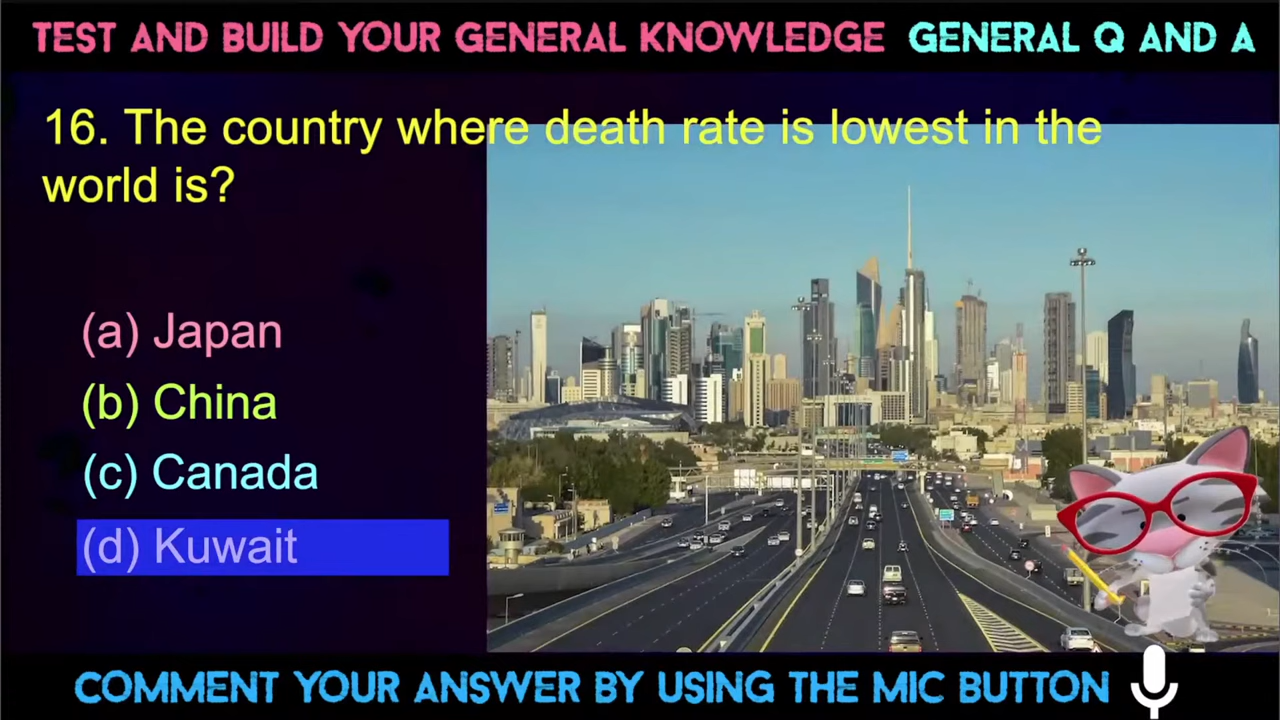 TEST AND BUILD YOUR GENERAL KNOWLEDGE GENERAL Q AND A
16. The country where death rate is lowest in the
world is?
(a) Japan
(b) China
(c) Canada
(d) Kuwait
COMMENT YOUR ANSWER BY USING THE MIC BUTTON